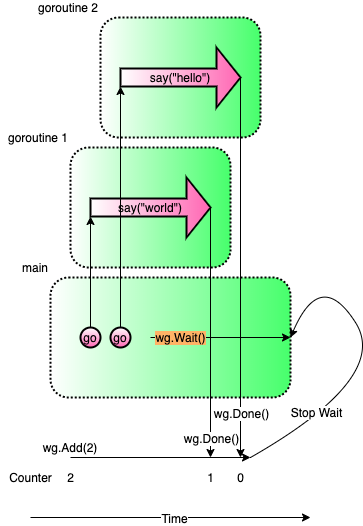 goroutine 2
say("hello")
goroutine 1
say("world")
main
go
go
wg.Wait()
wg.Done()
Stop Wait
wg.Done()
wg.Add(2)
Counter
2
1
0
Time